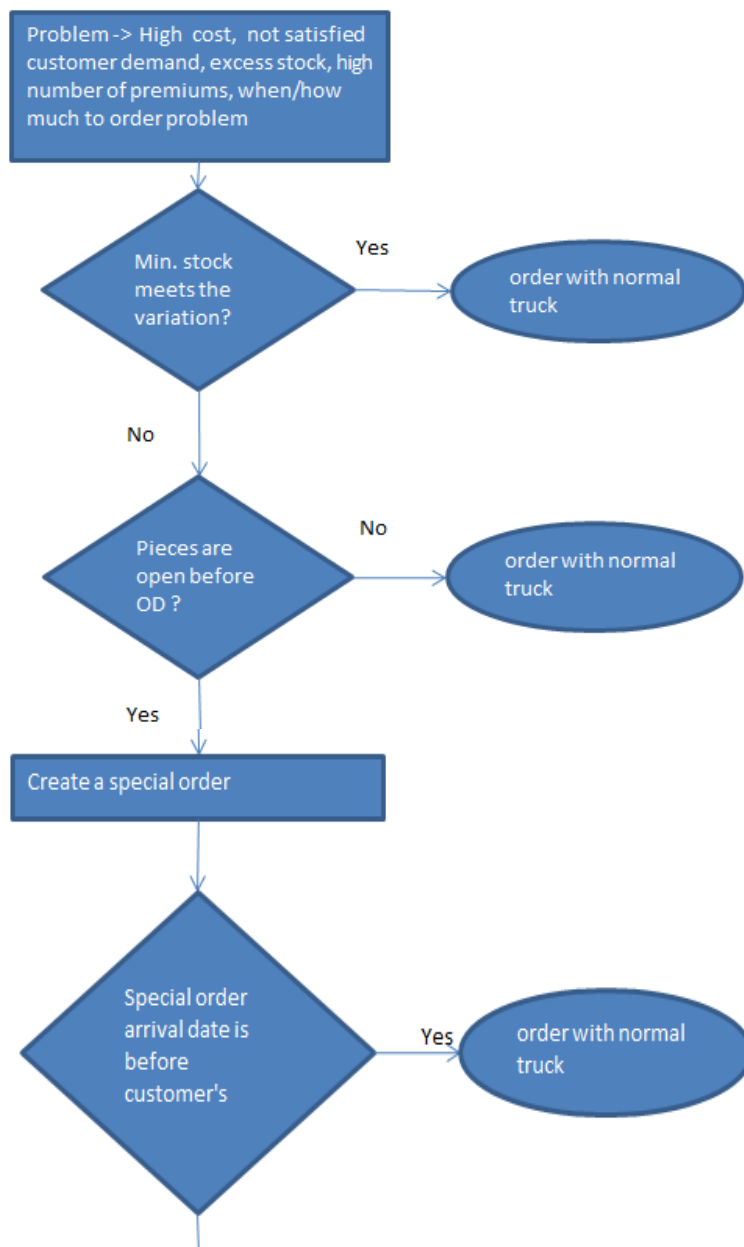 Problem -> High cost, not satisfied
customer demand, excess stock, high
number of premiums, when/how
much to order problem
Min. stock
meets the
variation?
Yes
order with normal
truck
No
Pieces are
open before
OD ?
No
order with normal
truck
Yes
Create a special order
Special order
arrival date is
before
customer's
Yes
order with normal
truck